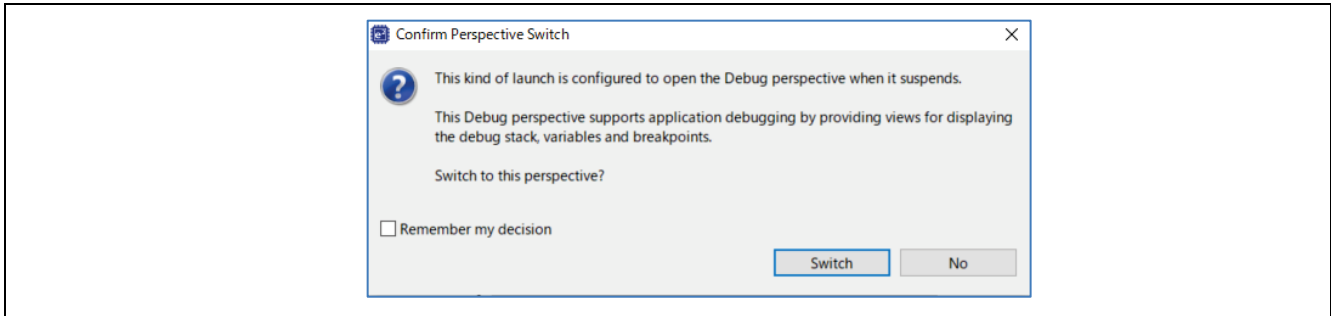 Confirm Perspective Switch
This kind of launch is configured to open the Debug perspective when it suspends.
This Debug perspective supports application debugging by providing views for displaying
the debug stack, variables and breakpoints.
Switch to this perspective?
Remember my decision
Switch No